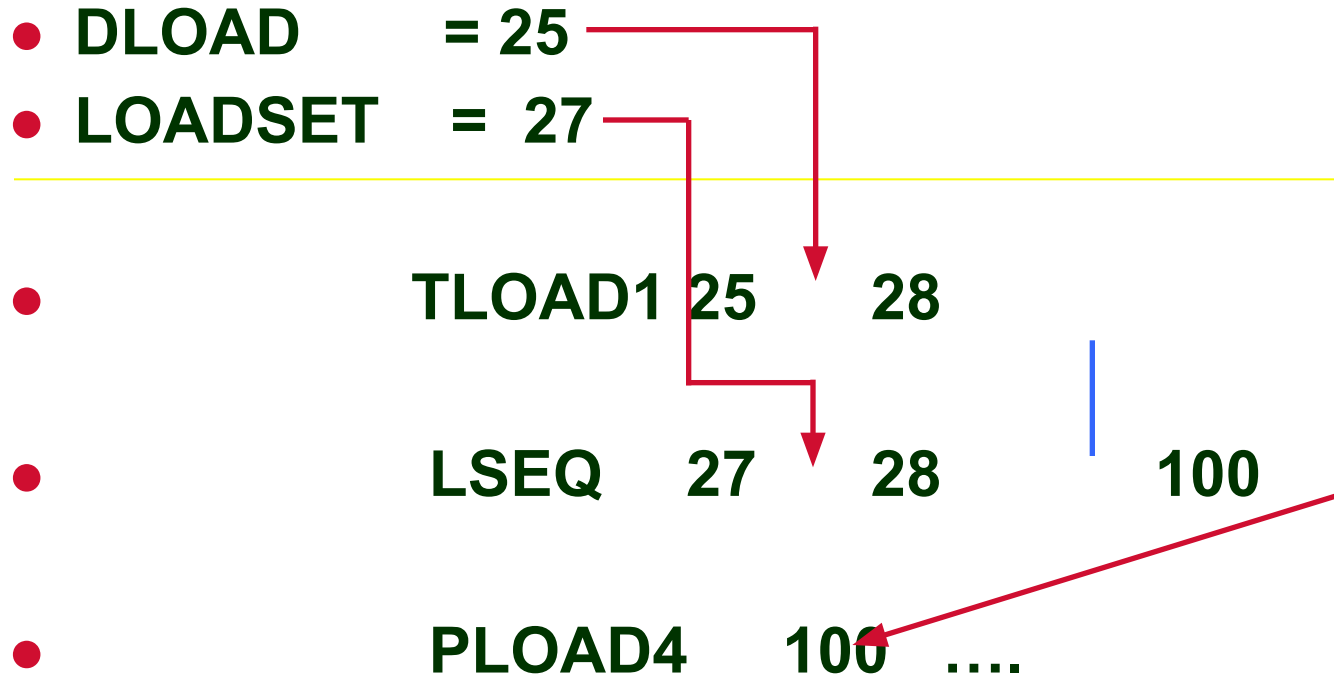 • DLOAD = 25
• LOADSET = 27
• TLOAD1 25 28
• LSEQ 27 28 100
• PLOAD4 100 ....